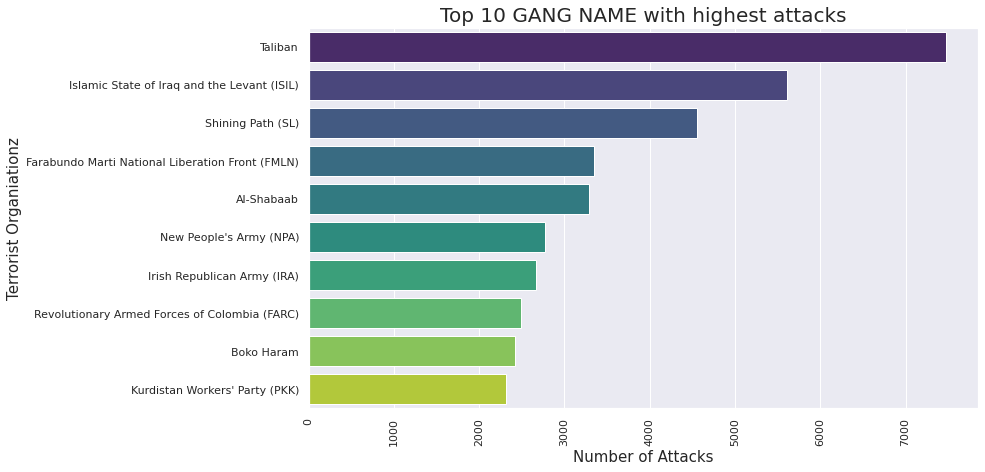 Top 10 GANG NAME with highest attacks
Terrorist Organiationz
Taliban
Islamic State of Iraq and the Levant (ISIL)
Shining Path (SL)
Farabundo Marti National Liberation Front (FMLN)
Al-Shabaab
New People's Army (NPA)
Irish Republican Army (IRA)
Revolutionary Armed Forces of Colombia (FARC)
Boko Haram
Kurdistan Workers' Party (PKK)
0
1000
2000
3000
4000
5000
6000
7000
Number of Attacks